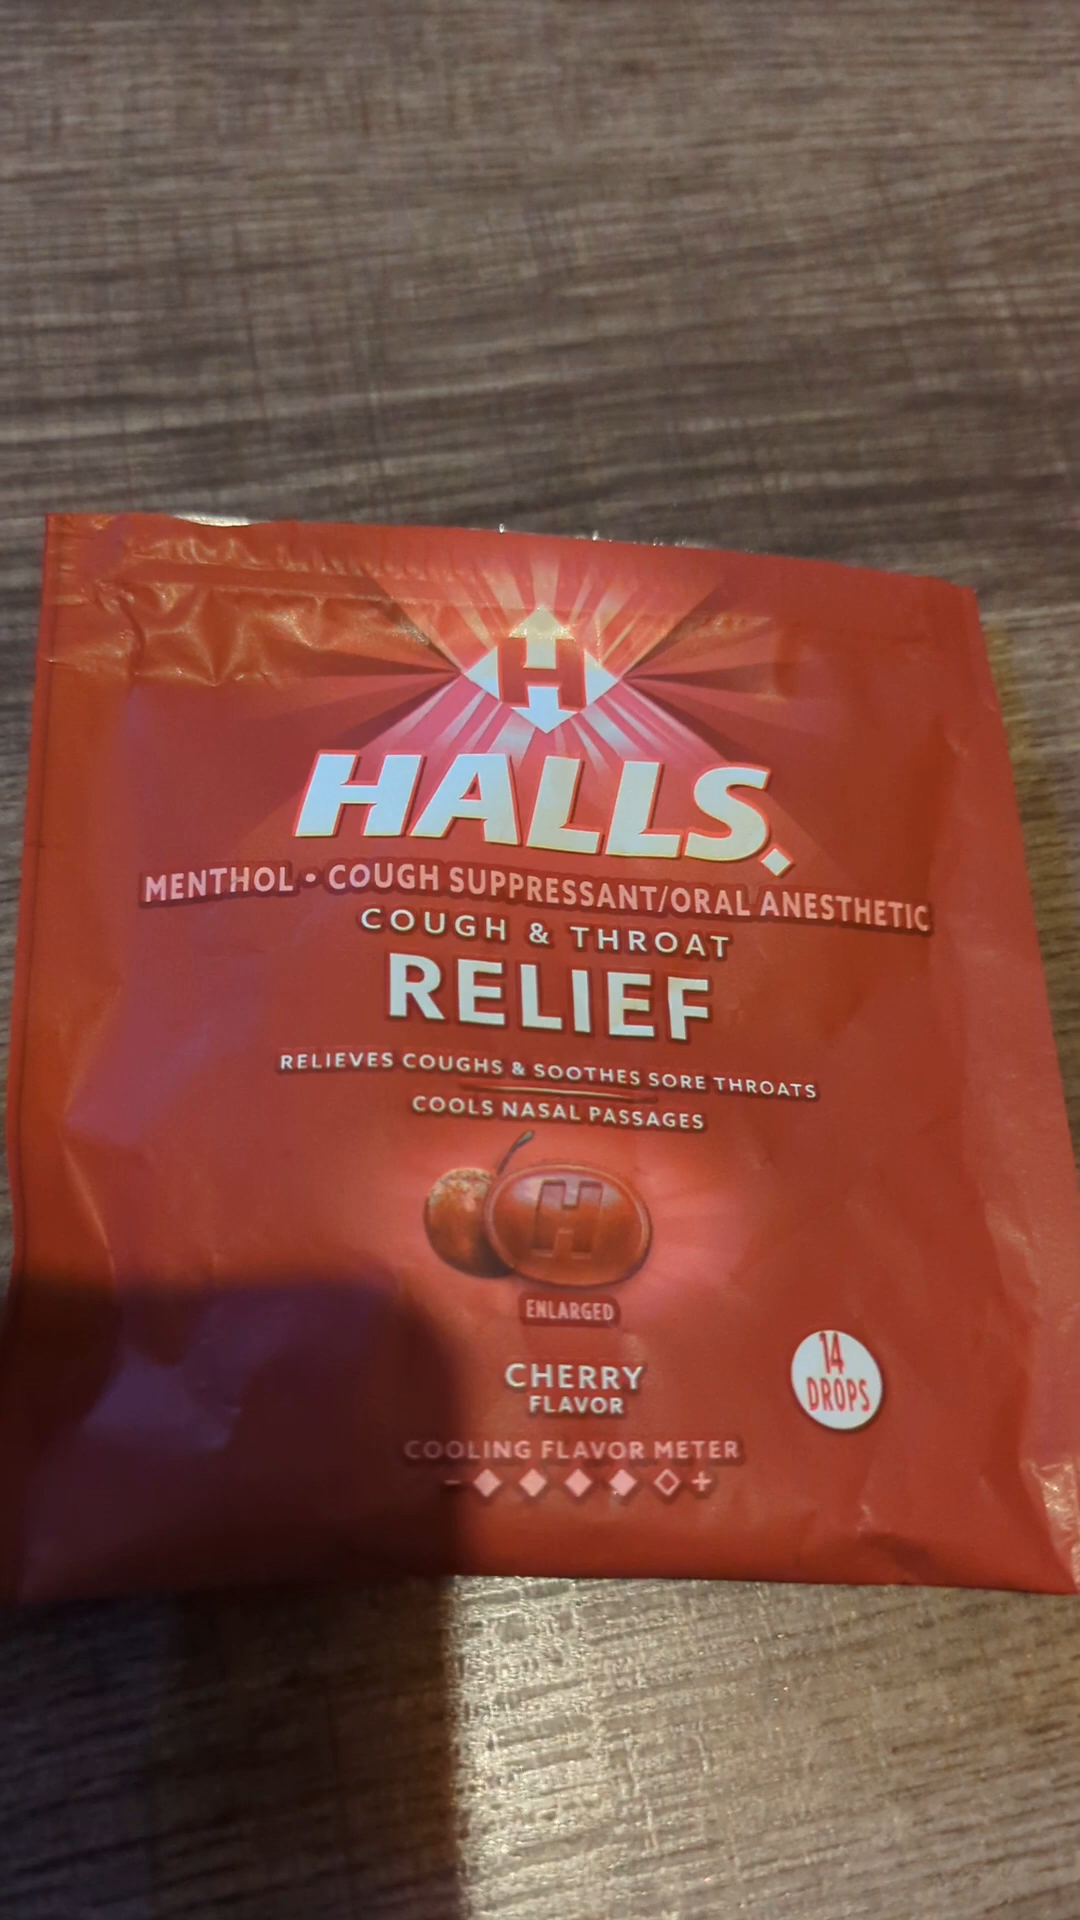 H
HALLS.
MENTHOL • COUGH SUPPRESSANT/ORAL ANESTHETIC
COUGH & THROAT
RELIEF
RELIEVES COUGHS & SOOTHES SORE THROATS
COOLS NASAL PASSAGES
H
ENLARGED
CHERRY
FLAVOR
14
DROPS
COOLING FLAVOR METER
- +